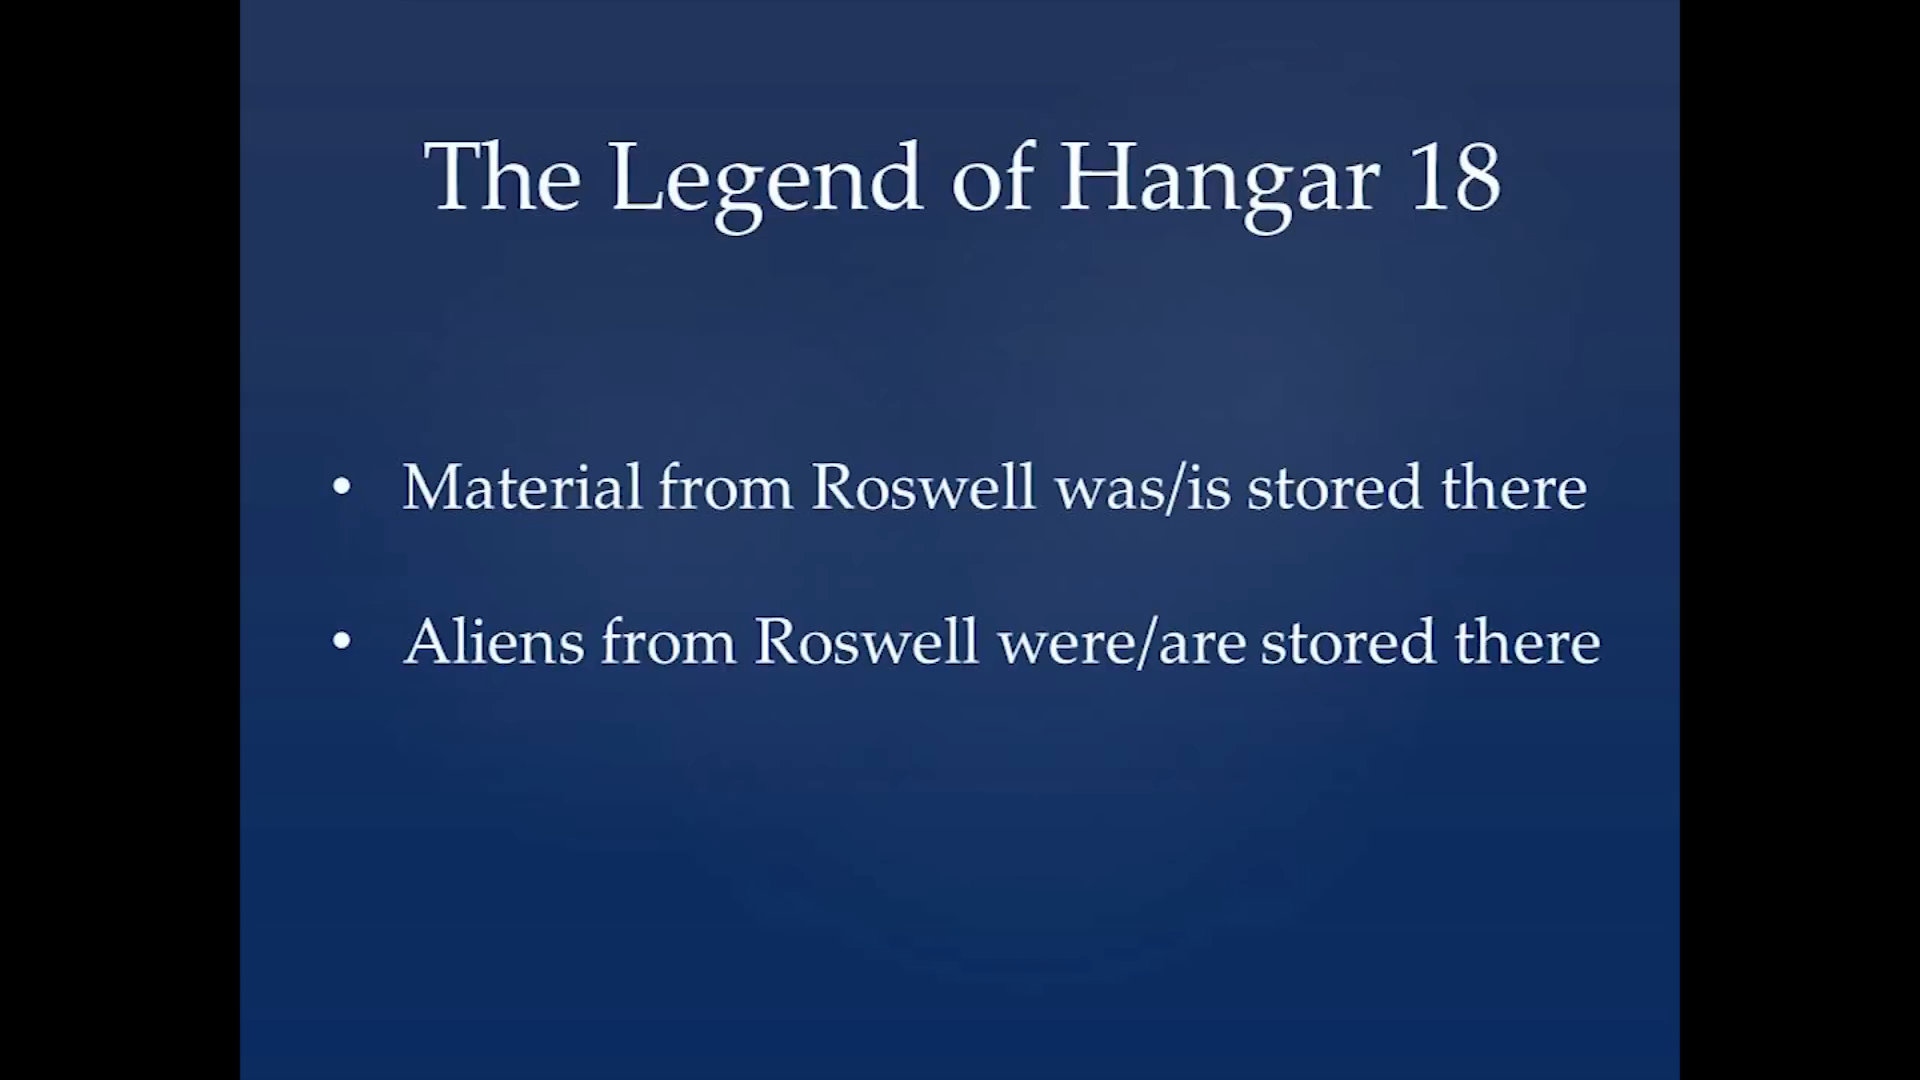 The Legend of Hangar 18
• Material from Roswell was/is stored there
• Aliens from Roswell were/are stored there